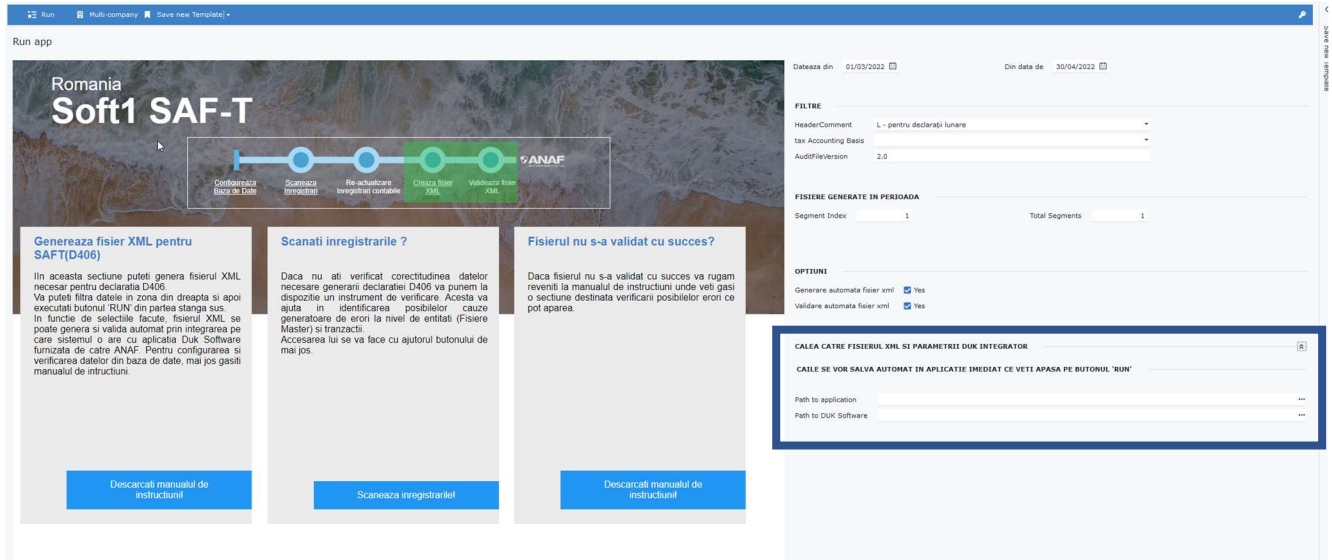 Run Multi-company Save new Template
Run app
Save new Template
Romania
Soft1 SAF-T
ANAF
Configureaza Baza de Date
Scaneaza Inregistrari
Re-actualizare Inregistrari contabile
Creaza fisier XML
Valideaza fisier XML
Genereaza fisier XML pentru
SAFT(D406)
IIn aceasta sectiune puteti genera fisierul XML
necesar pentru declaratia D406.
Va puteti filtra datele in zona din dreapta si apoi
executati butonul 'RUN' din partea stanga sus.
In functie de selectiile facute, fisierul XML se
poate genera si valida automat prin integrarea pe
care sistemul o are cu aplicatia Duk Software
furnizata de catre ANAF. Pentru configurarea si
verificarea datelor din baza de date, mai jos gasiti
manualul de intructiuni.
Descarcati manualul de
instructiuni!
Scanati inregistrarile ?
Daca nu ati verificat corectitudinea datelor
necesare generarii declaratiei D406 va punem la
dispozitie un instrument de verificare. Acesta va
ajuta in identificarea posibilelor cauze
generatoare de erori la nivel de entitati (Fisiere
Master) si tranzactii.
Accesarea lui se va face cu ajutorul butonului de
mai jos.
Scaneaza inregistrarile!
Fisierul nu s-a validat cu succes?
Daca fisierul nu s-a validat cu succes va rugam
reveniti la manualul de instructiuni unde veti gasi
o sectiune destinata verificarii posibilelor erori ce
pot aparea.
Descarcati manualul de
instructiuni!
Dateaza din 01/03/2022 Din data de 30/04/2022
FILTRE
HeaderComment L - pentru declarații lunare
tax Accounting Basis
AuditFileVersion 2.0
FISIERE GENERATE IN PERIOADA
Segment Index 1 Total Segments 1
OPTIUNI
Generare automata fisier xml Yes
Validare automata fisier xml Yes
CALEA CATRE FISIERUL XML SI PARAMETRII DUK INTEGRATOR
CAILE SE VOR SALVA AUTOMAT IN APLICATIE IMEDIAT CE VETI APASA PE BUTONUL 'RUN'
Path to application ...
Path to DUK Software ...